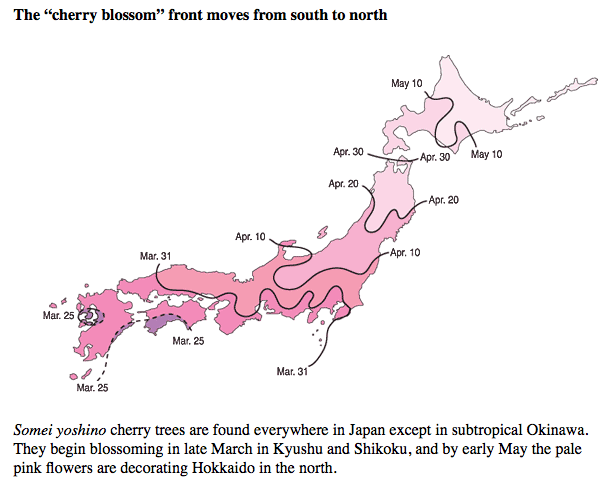 The “cherry blossom” front moves from south to north
May 10
Apr. 30
Apr. 30
May 10
Apr. 20
Apr. 20
Apr. 10
Apr. 10
Mar. 31
Mar. 25
Mar. 25
Mar. 31
Mar. 25
Somei yoshino cherry trees are found everywhere in Japan except in subtropical Okinawa.
They begin blossoming in late March in Kyushu and Shikoku, and by early May the pale
pink flowers are decorating Hokkaido in the north.